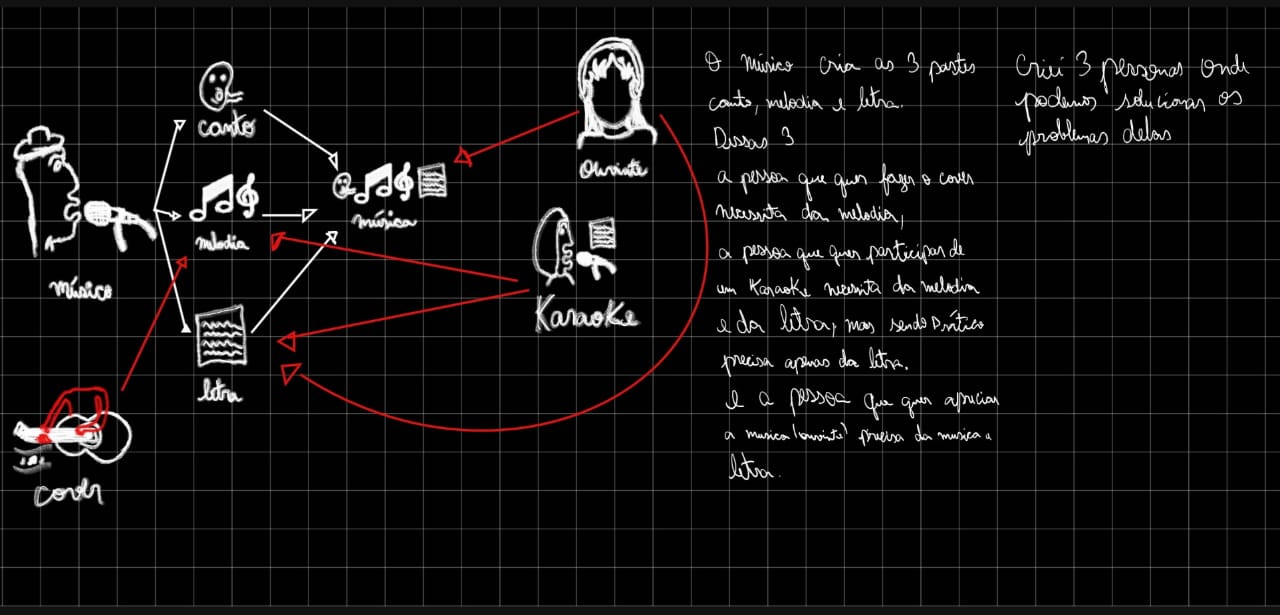 canto
melodia
letra
Músico
música
Ouvinte
Karaoke
cover
O músico cria as 3 partes
canto, melodia e letra.
Dessas 3
a pessoa que quer fazer o cover
necessita da melodia,
a pessoa que quer participar de
um Karaoke necessita da melodia
e da letra, mas sendo prático
precisa apenas da letra.
e a pessoa que quer apreciar
a musica (ouvinte) precisa da musica e
letra.
Criei 3 personas onde
podemos solucionar os
problemas delas